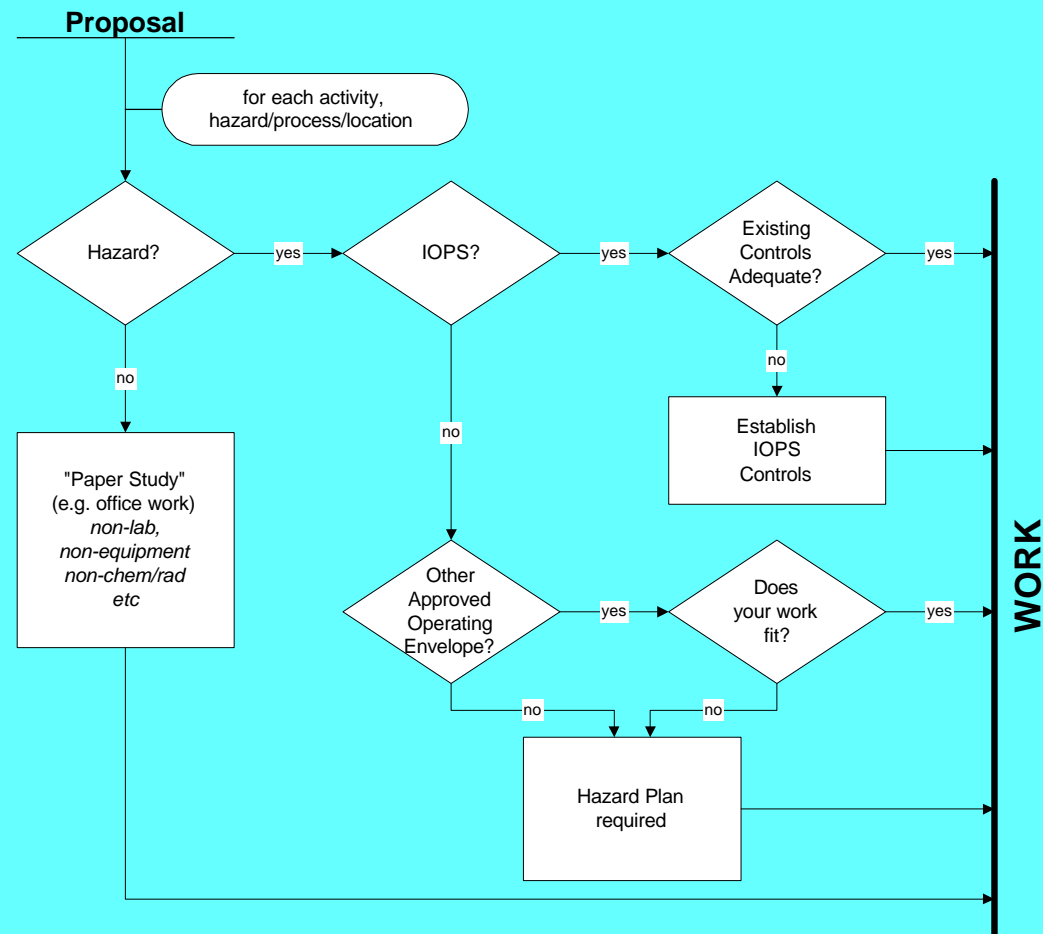 Proposal
for each activity,
hazard/process/location
Hazard?
yes
IOPS?
yes
Existing
Controls
Adequate?
yes
no
no
no
"Paper Study"
(e.g. office work)
non-lab,
non-equipment
non-chem/rad
etc
Establish
IOPS
Controls
WORK
Other
Approved
Operating
Envelope?
yes
Does
your work
fit?
yes
no
no
Hazard Plan
required